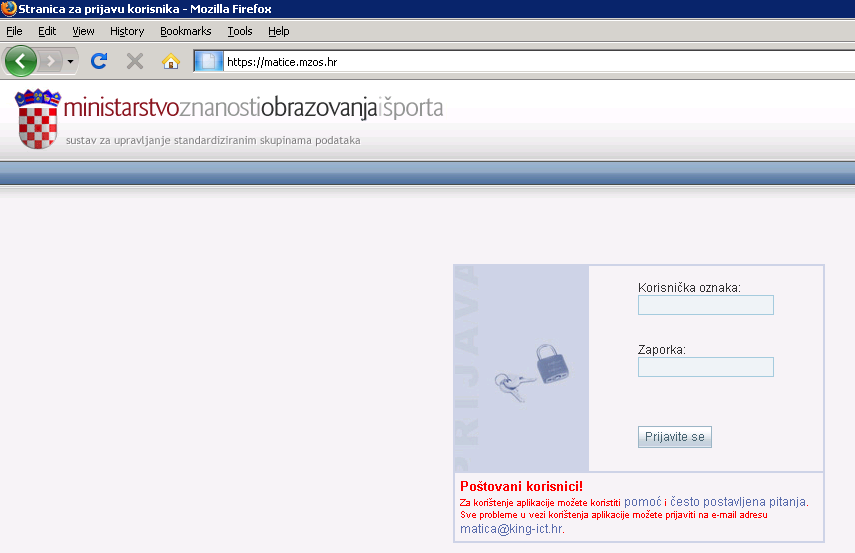 Stranica za prijavu korisnika - Mozilla Firefox
File Edit View History Bookmarks Tools Help
https://matice.mzos.hr
ministarstvoznanostiobrazovanjaišporta
sustav za upravljanje standardiziranim skupinama podataka
PRIJAVA
Korisnička oznaka:
Zaporka:
Prijavite se
Poštovani korisnici!
Za korištenje aplikacije možete koristiti pomoć i često postavljena pitanja.
Sve probleme u vezi korištenja aplikacije možete prijaviti na e-mail adresu
matica@king-ict.hr.